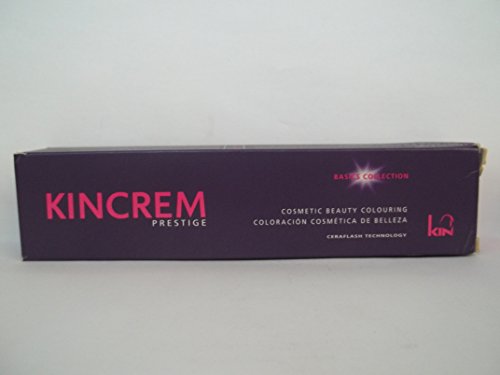 BASICS COLLECTION
KINCREM
PRESTIGE
COSMETIC BEAUTY COLOURING
COLORACIÓN COSMÉTICA DE BELLEZA
CERAFLASH TECHNOLOGY
KIN